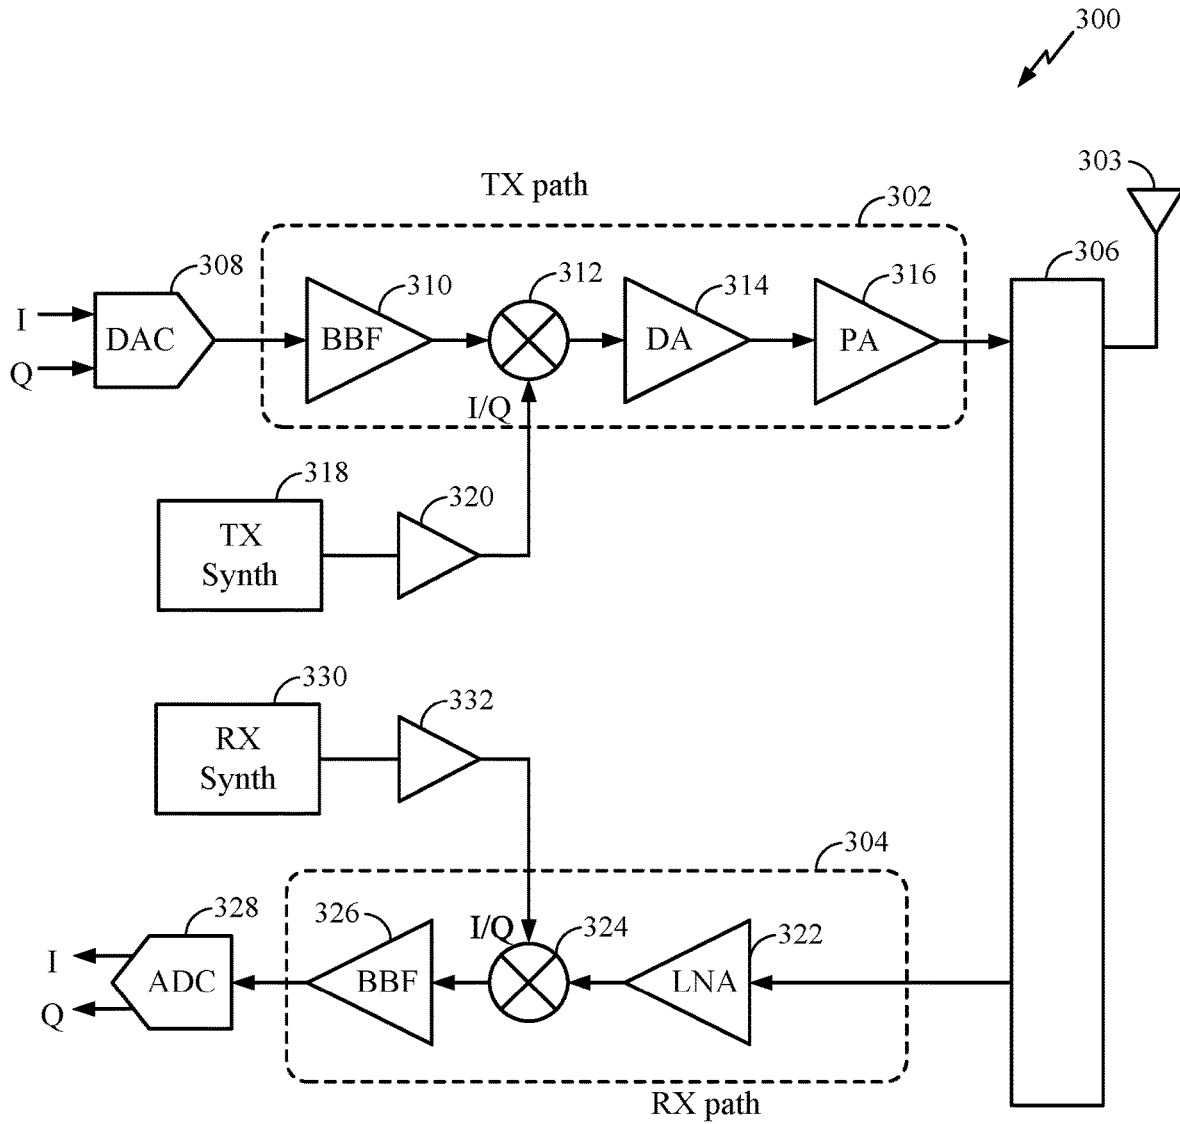 300
303
TX path
302
306
308
310
312
314
316
I
DAC
BBF
DA
PA
Q
I/Q
318
320
TX
Synth
330
332
RX
Synth
304
328
326
I/Q
324
322
I
ADC
BBF
LNA
Q
RX path